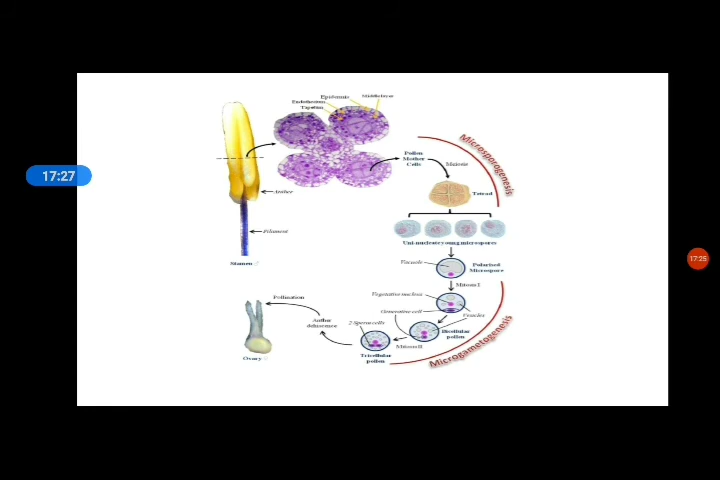 Epidermis
Middle layer
Endothecium
Tapetum
Microsporogenesis
Pollen
Mother
Cells
Meiosis
17:27
Anther
Tetrad
Filament
Uni-nucleate young microspores
Stamen ♂
Vacuole
Polarised
Microspore
17:25
Mitosis I
Vegetative nucleus
Pollination
Generative cell
Vesicles
Anther
dehiscence
2 Sperm cells
Bicellular
pollen
Mitosis II
Microgametogenesis
Ovary ♀
Tricellular
pollen